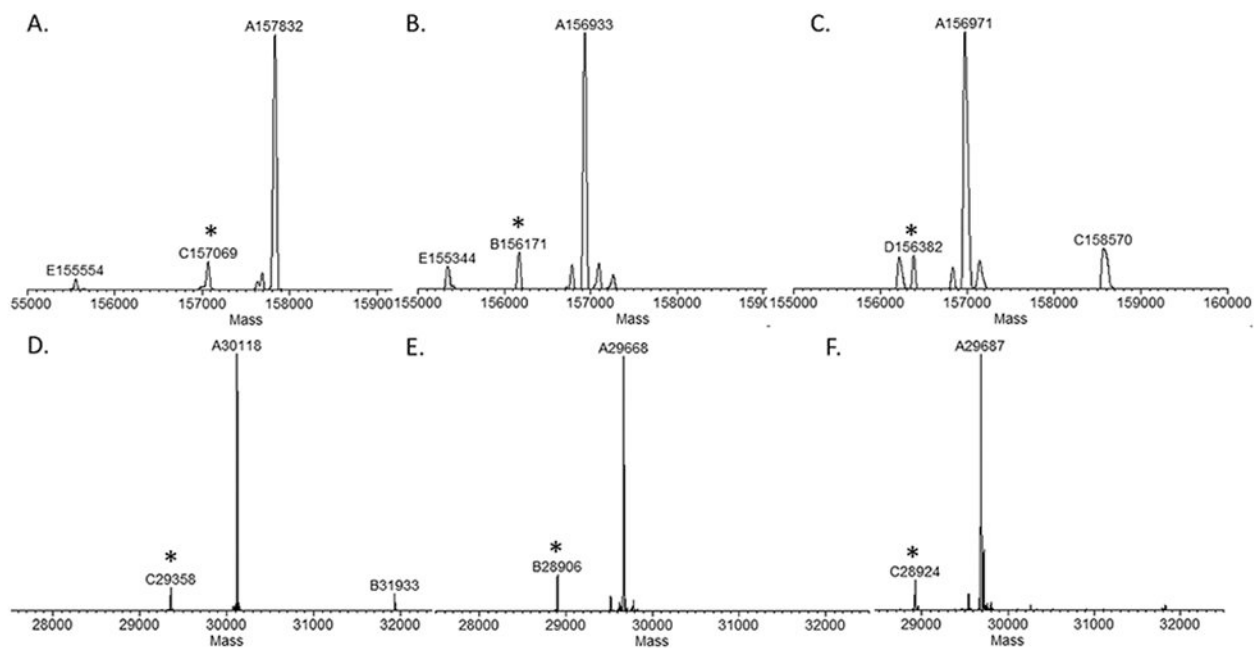 A.
A157832
*
C157069
E155554
55000 156000 157000 158000 15900
Mass
B.
A156933
*
B156171
E155344
55000 156000 157000 158000 1590
Mass
C.
A156971
*
D156382
C158570
155000 156000 157000 158000 159000 160000
Mass
D.
A30118
*
C29358
B31933
28000 29000 30000 31000 32000
Mass
E.
A29668
*
B28906
28000 29000 30000 31000 32000
Mass
F.
A29687
*
C28924
29000 30000 31000 32000
Mass